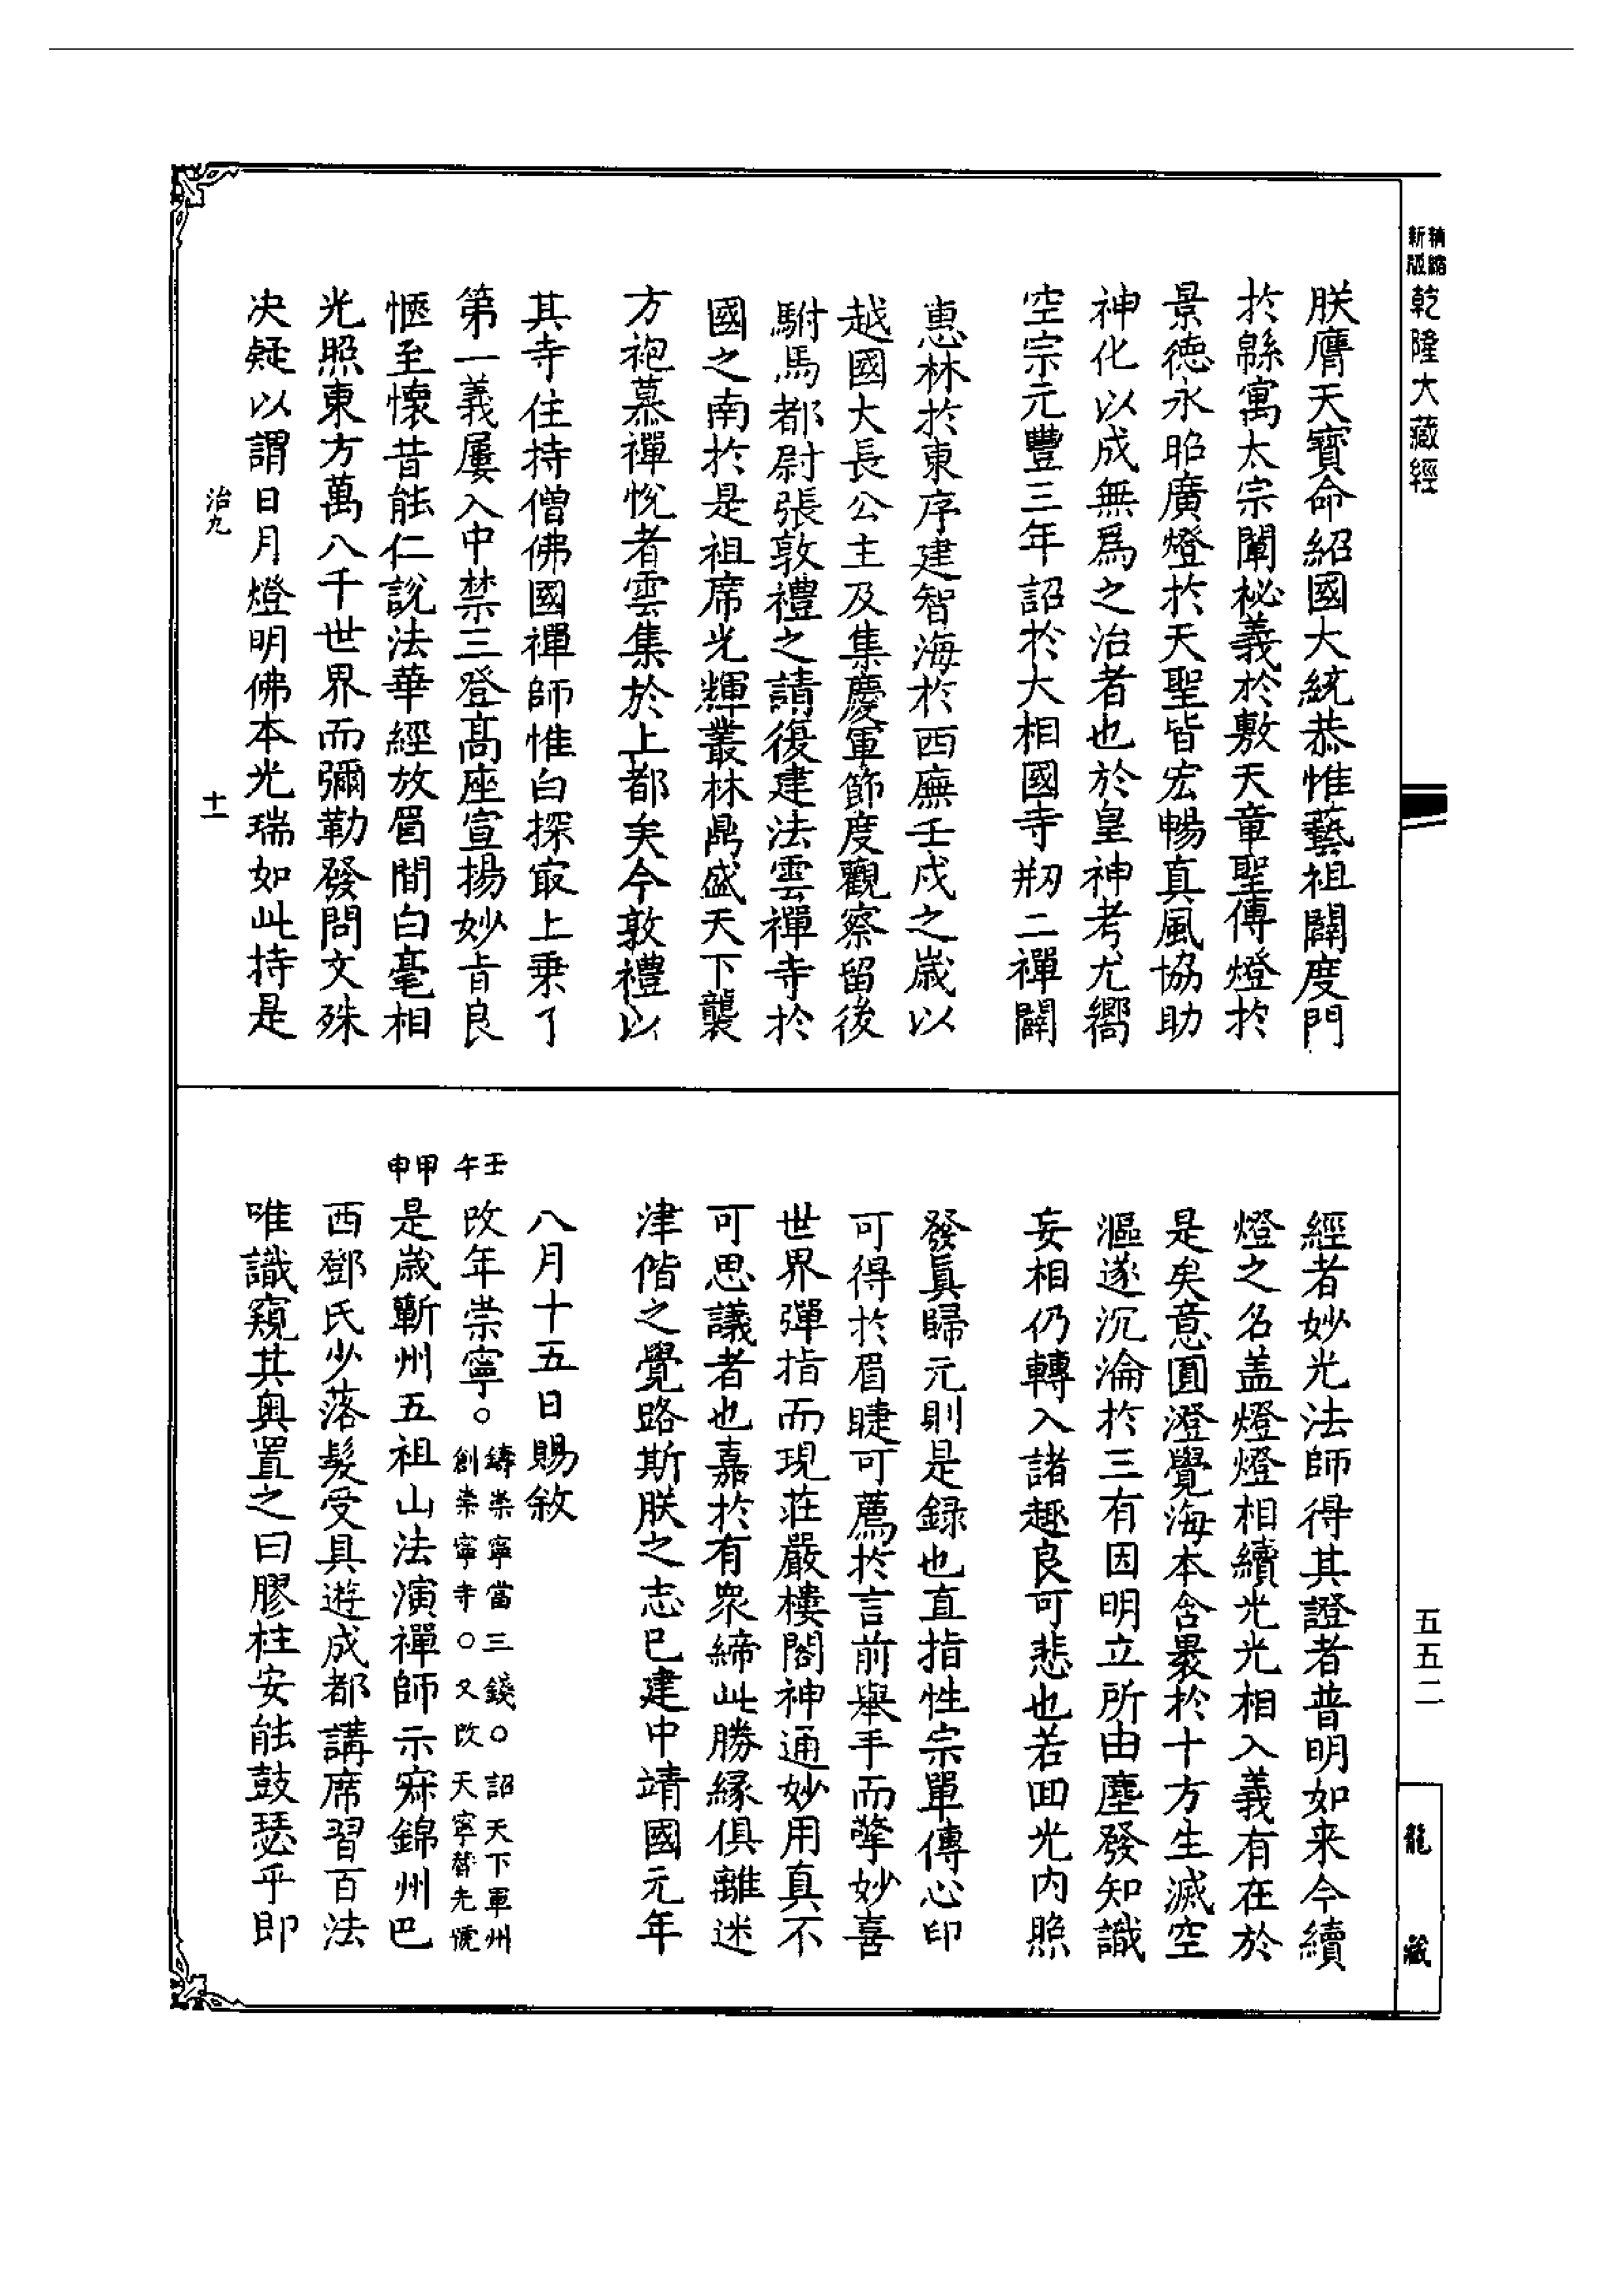 精縮新版乾隆大藏經
朕膺天寶命紹國大統恭惟藝祖闢度門
於緜寓太宗闡秘義於敷天章聖傳燈於
景德永昭廣燈於天聖皆宏暢真風協助
神化以成無爲之治者也於皇神考尤嚮
空宗元豐三年詔於大相國寺剏二禪闢
惠林於東序建智海於西廡壬戌之歲以
越國大長公主及集慶軍節度觀察留後
駙馬都尉張敦禮之請復建法雲禪寺於
國之南於是祖席光輝叢林鼎盛天下襲
方袍慕禪悅者雲集於上都矣今敦禮以
其寺住持僧佛國禪師惟白探㝡上乗了
第一義屢入中禁三登髙座宣揚妙旨良
愜至懷昔能仁説法華經放眉間白毫相
光照東方萬八千世界而彌勒發問文殊
决疑以謂日月燈明佛本光瑞如此持是
治九
十一
經者妙光法師得其證者普明如来今續
燈之名盖燈燈相續光光相入義有在於
是矣意圓澄覺海本含褁於十方生滅空
漚遂沉淪於三有因明立所由塵發知識
妄相仍轉入諸趣良可悲也若囬光内照
發眞歸元則是録也直指性宗單傳心印
可得於眉睫可薦於言前舉手而擎妙喜
世界彈指而現莊嚴樓閣神通妙用真不
可思議者也嘉於有衆締此勝縁俱離迷
津偕之覺路斯朕之志已建中靖國元年
八月十五日賜敘
壬午
改年崇寧○鑄崇寧當三錢○詔天下軍州
創崇寧寺○又改天寧替先號
甲申
是歲蘄州五祖山法演禪師示寂錦州巴
西鄧氏少落髮受具遊成都講席習百法
唯識窺其奥置之曰膠柱安能鼓瑟乎即
五五二
龍藏